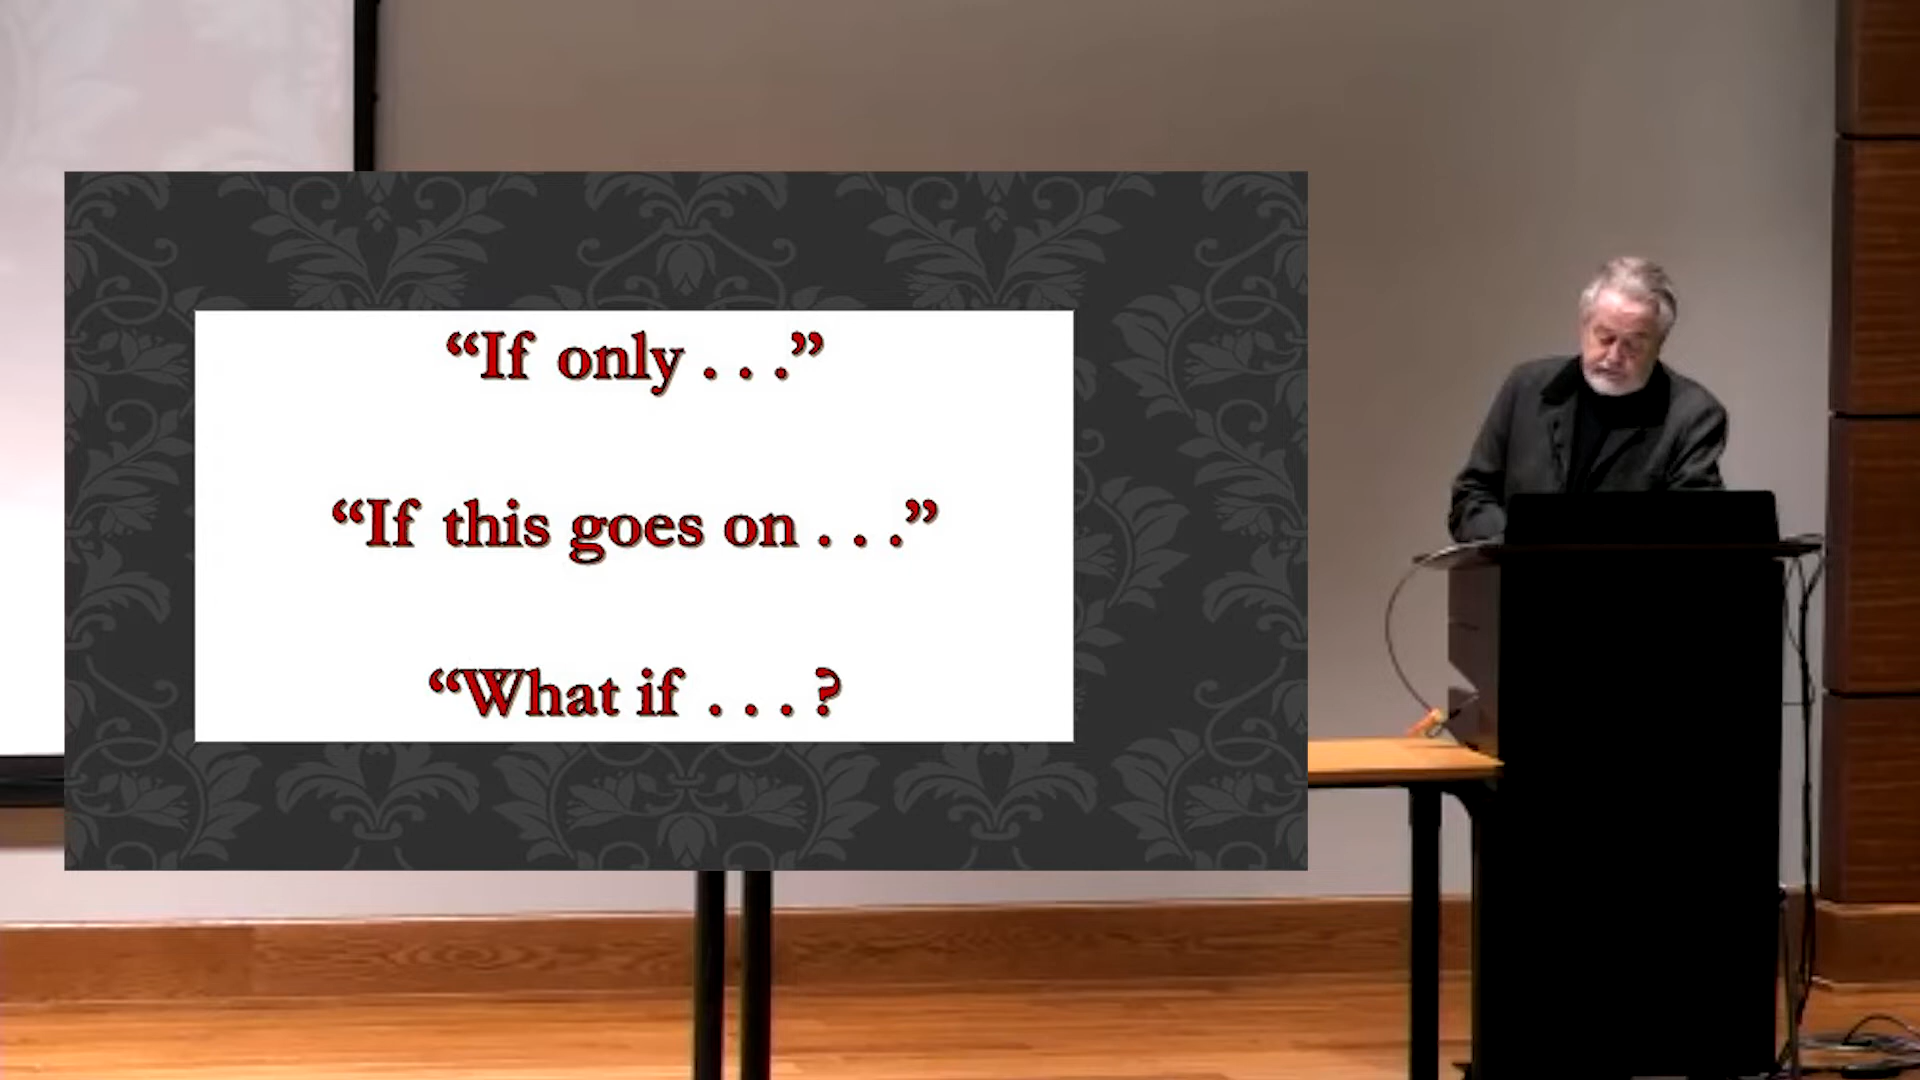 “If only . . .”
“If this goes on . . .”
“What if . . . ?